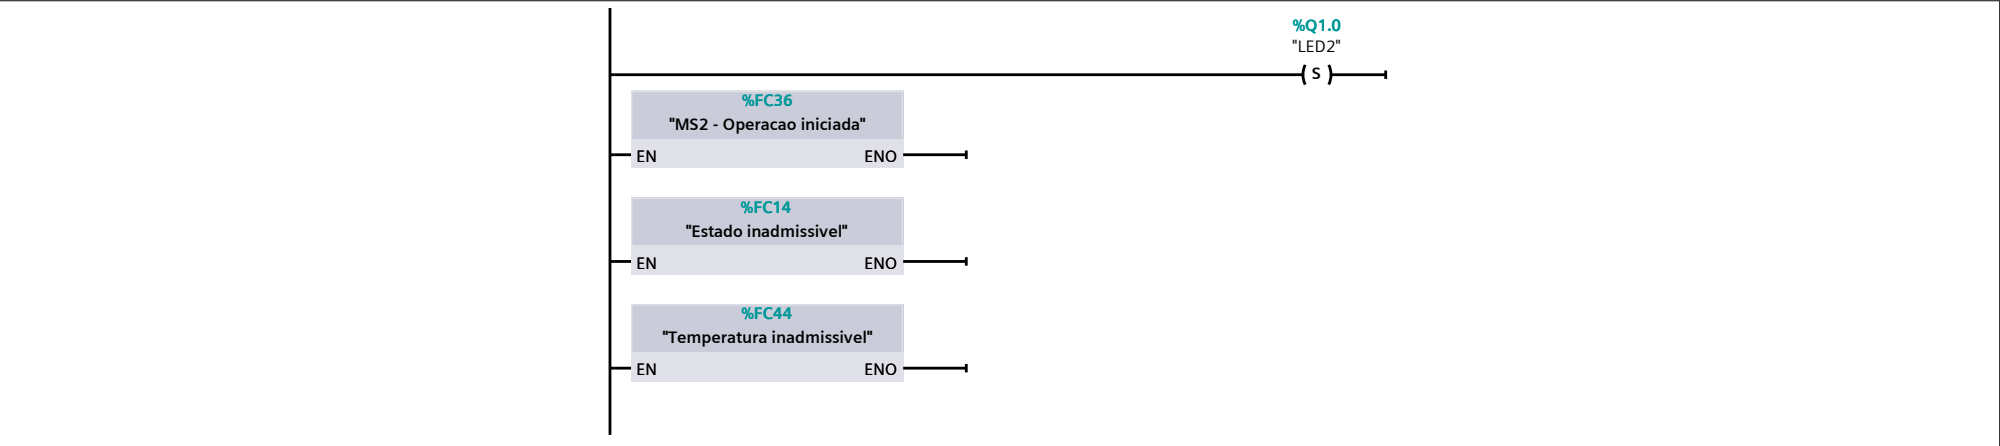 %Q1.0
"LED2"
S
%FC36
"MS2 - Operacao iniciada"
EN ENO
%FC14
"Estado inadmissivel"
EN ENO
%FC44
"Temperatura inadmissivel"
EN ENO